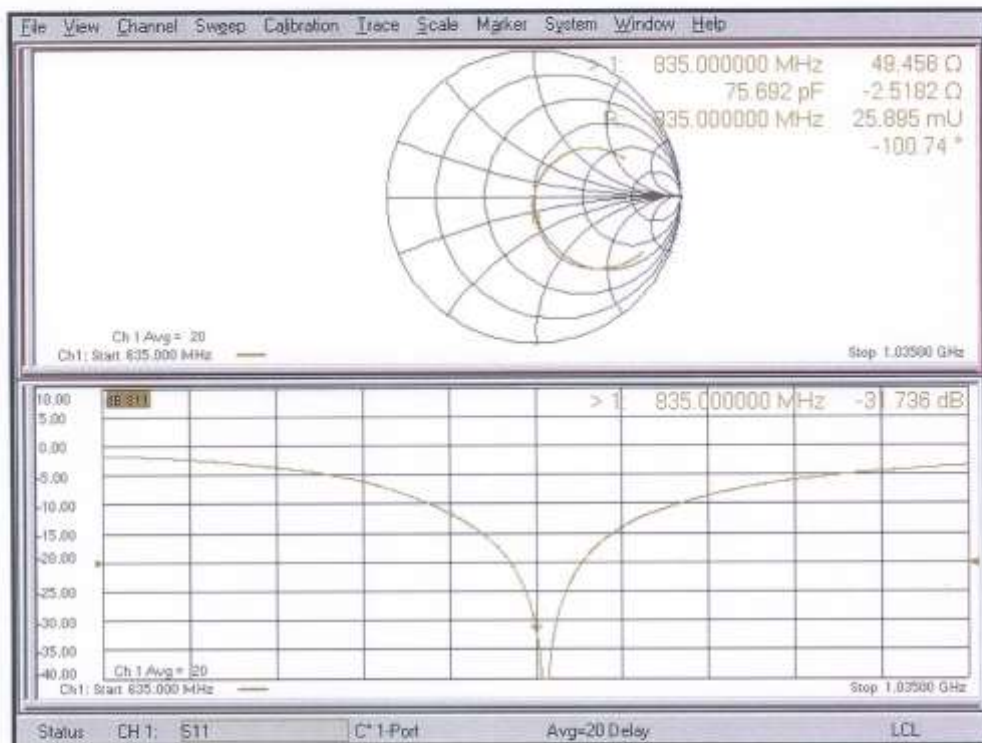 File View Channel Sweep Calibration Trace Scale Marker System Window Help
> 1: 835.000000 MHz 49.456 Ω
75.692 pF -2.5182 Ω
R: 835.000000 MHz 25.895 mU
-100.74 °
Ch 1 Avg = 20
Ch1: Start 635.000 MHz Stop 1.03500 GHz
10.00 dB S11 > 1: 835.000000 MHz -31.736 dB
5.00
0.00
-5.00
-10.00
-15.00
-20.00
-25.00
-30.00
-35.00
-40.00 Ch 1 Avg = 20
Ch1: Start 635.000 MHz Stop 1.03500 GHz
Status CH 1: S11 C* 1-Port Avg=20 Delay LCL